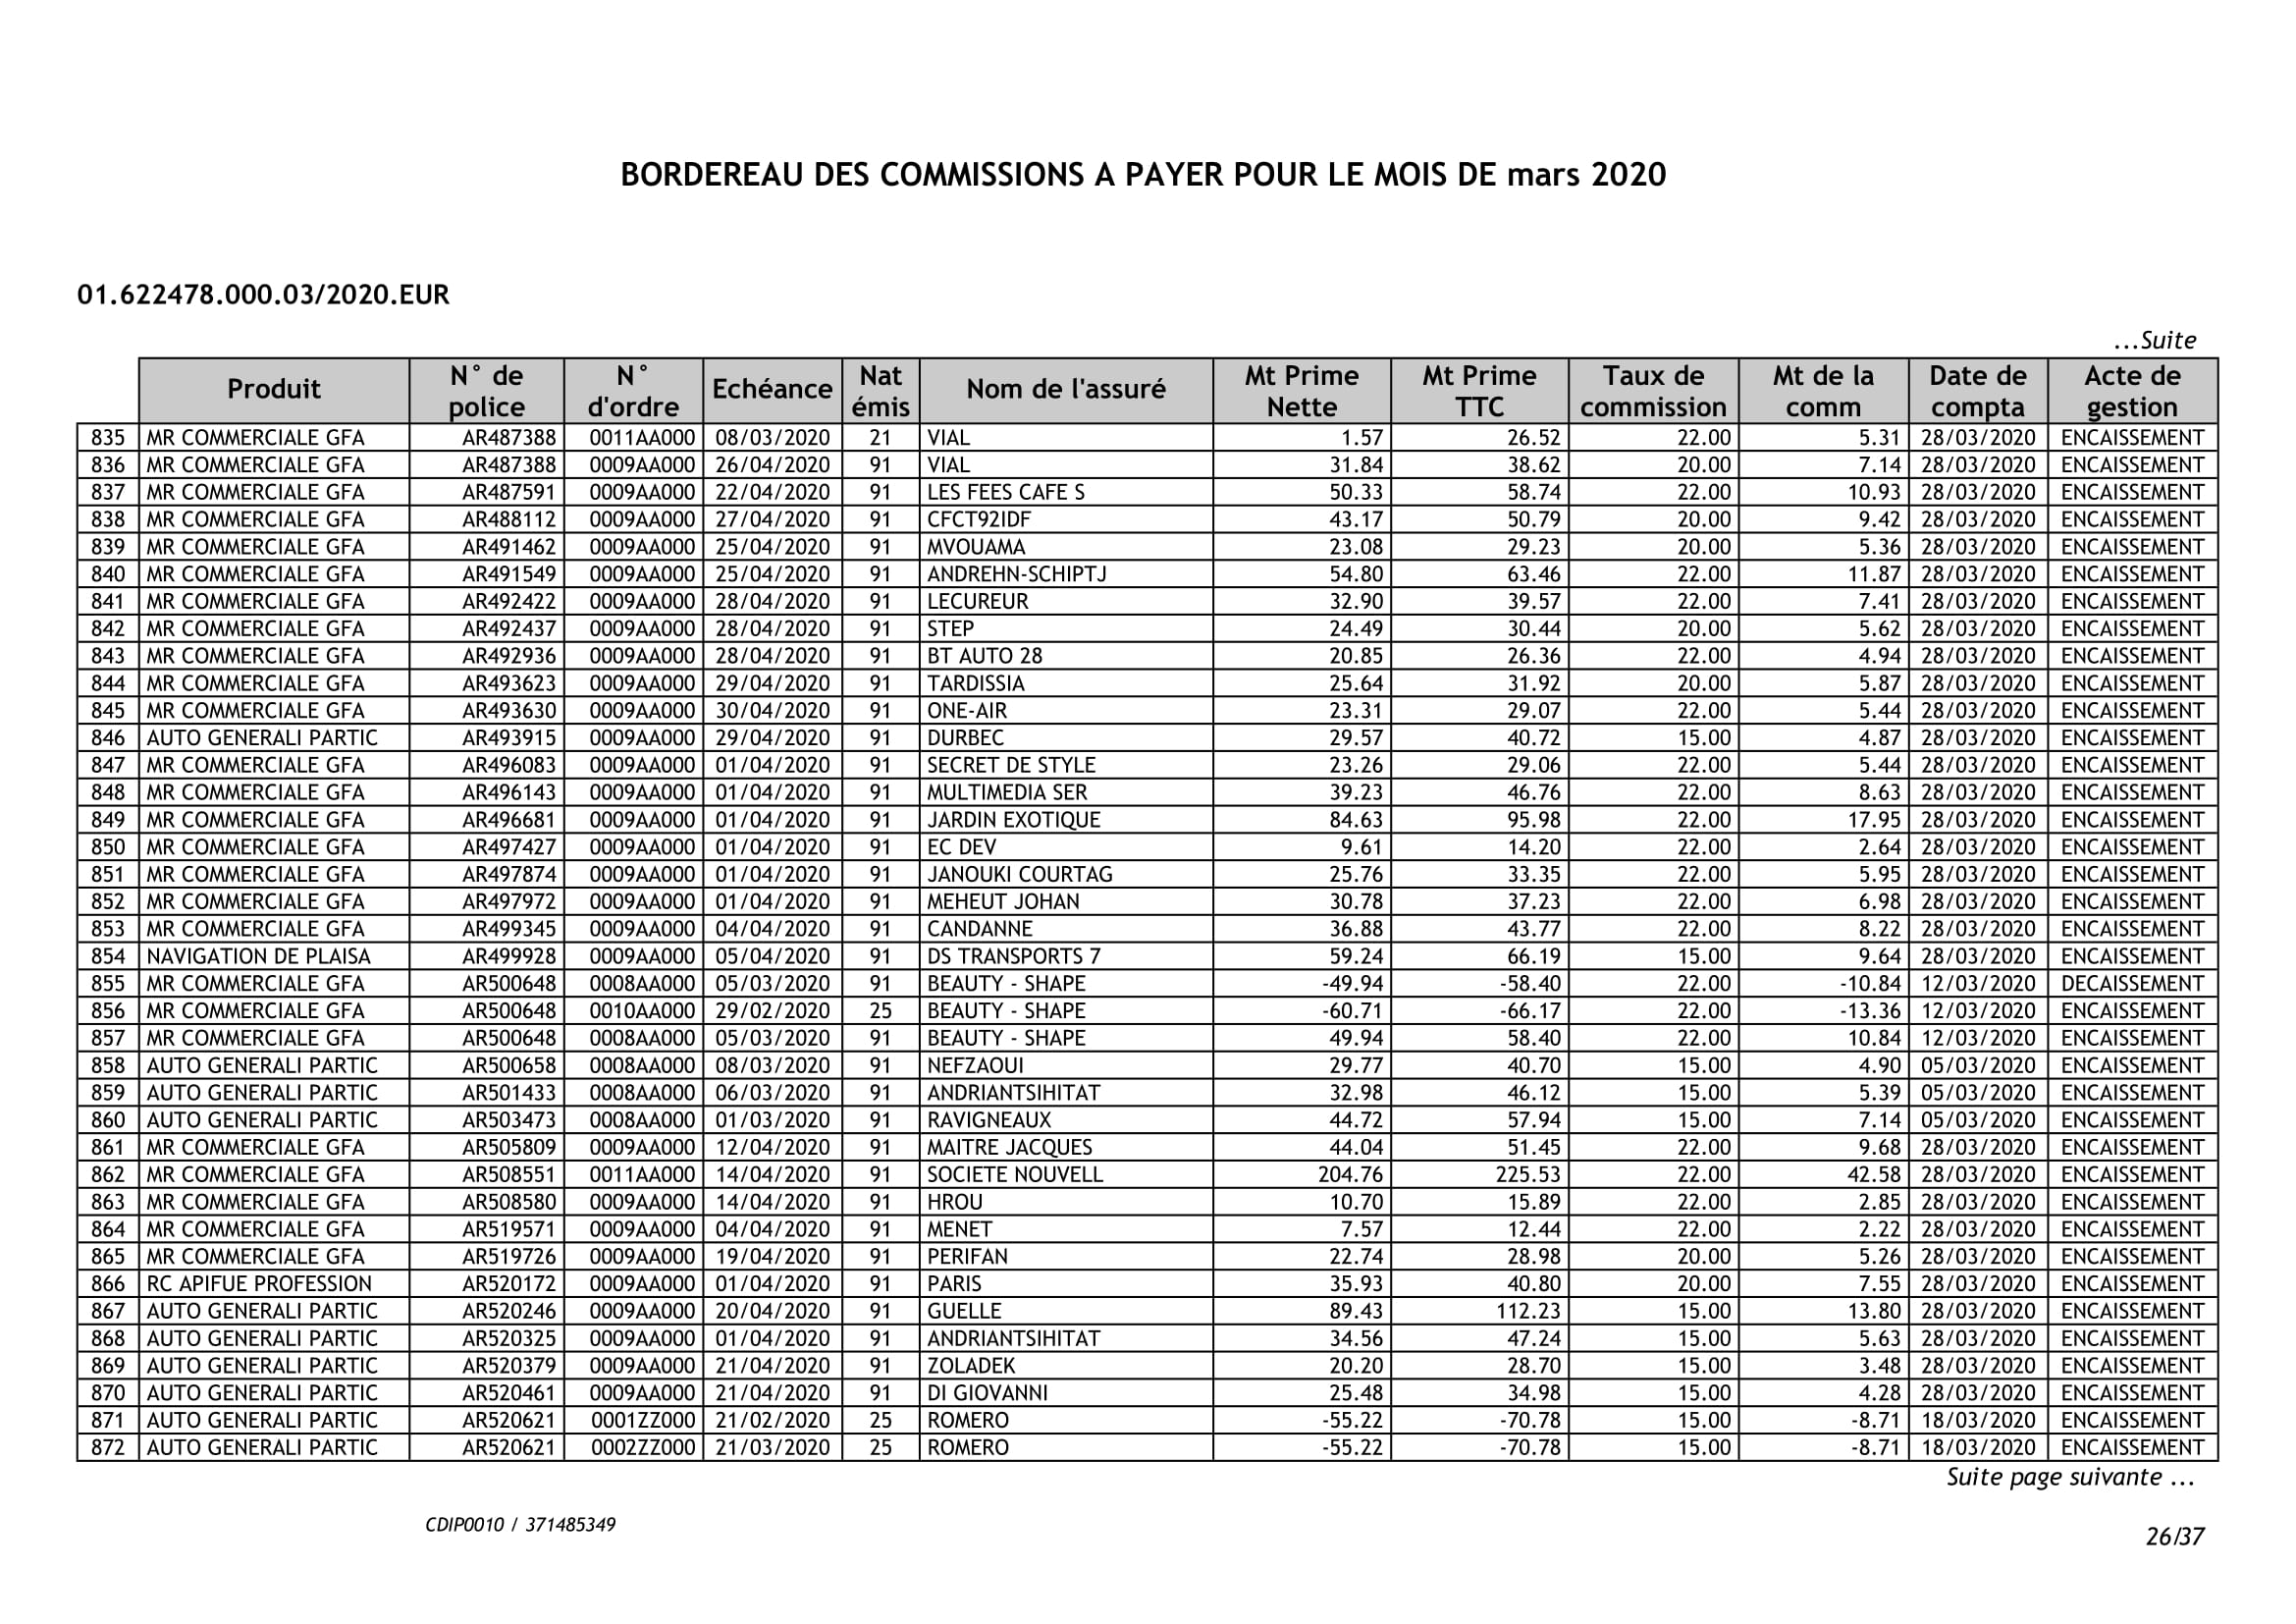 BORDEREAU DES COMMISSIONS A PAYER POUR LE MOIS DE mars 2020
01.622478.000.03/2020.EUR
...Suite
Produit N° de police N° d'ordre Echéance Nat émis Nom de l'assuré Mt Prime Nette Mt Prime TTC Taux de commission Mt de la comm Date de compta Acte de gestion
835 MR COMMERCIALE GFA AR487388 0011AA000 08/03/2020 21 VIAL 1.57 26.52 22.00 5.31 28/03/2020 ENCAISSEMENT
836 MR COMMERCIALE GFA AR487388 0009AA000 26/04/2020 91 VIAL 31.84 38.62 20.00 7.14 28/03/2020 ENCAISSEMENT
837 MR COMMERCIALE GFA AR487591 0009AA000 22/04/2020 91 LES FEES CAFE S 50.33 58.74 22.00 10.93 28/03/2020 ENCAISSEMENT
838 MR COMMERCIALE GFA AR488112 0009AA000 27/04/2020 91 CFCT92IDF 43.17 50.79 20.00 9.42 28/03/2020 ENCAISSEMENT
839 MR COMMERCIALE GFA AR491462 0009AA000 25/04/2020 91 MVOUAMA 23.08 29.23 20.00 5.36 28/03/2020 ENCAISSEMENT
840 MR COMMERCIALE GFA AR491549 0009AA000 25/04/2020 91 ANDREHN-SCHIPTJ 54.80 63.46 22.00 11.87 28/03/2020 ENCAISSEMENT
841 MR COMMERCIALE GFA AR492422 0009AA000 28/04/2020 91 LECUREUR 32.90 39.57 22.00 7.41 28/03/2020 ENCAISSEMENT
842 MR COMMERCIALE GFA AR492437 0009AA000 28/04/2020 91 STEP 24.49 30.44 20.00 5.62 28/03/2020 ENCAISSEMENT
843 MR COMMERCIALE GFA AR492936 0009AA000 28/04/2020 91 BT AUTO 28 20.85 26.36 22.00 4.94 28/03/2020 ENCAISSEMENT
844 MR COMMERCIALE GFA AR493623 0009AA000 29/04/2020 91 TARDISSIA 25.64 31.92 20.00 5.87 28/03/2020 ENCAISSEMENT
845 MR COMMERCIALE GFA AR493630 0009AA000 30/04/2020 91 ONE-AIR 23.31 29.07 22.00 5.44 28/03/2020 ENCAISSEMENT
846 AUTO GENERALI PARTIC AR493915 0009AA000 29/04/2020 91 DURBEC 29.57 40.72 15.00 4.87 28/03/2020 ENCAISSEMENT
847 MR COMMERCIALE GFA AR496083 0009AA000 01/04/2020 91 SECRET DE STYLE 23.26 29.06 22.00 5.44 28/03/2020 ENCAISSEMENT
848 MR COMMERCIALE GFA AR496143 0009AA000 01/04/2020 91 MULTIMEDIA SER 39.23 46.76 22.00 8.63 28/03/2020 ENCAISSEMENT
849 MR COMMERCIALE GFA AR496681 0009AA000 01/04/2020 91 JARDIN EXOTIQUE 84.63 95.98 22.00 17.95 28/03/2020 ENCAISSEMENT
850 MR COMMERCIALE GFA AR497427 0009AA000 01/04/2020 91 EC DEV 9.61 14.20 22.00 2.64 28/03/2020 ENCAISSEMENT
851 MR COMMERCIALE GFA AR497874 0009AA000 01/04/2020 91 JANOUKI COURTAG 25.76 33.35 22.00 5.95 28/03/2020 ENCAISSEMENT
852 MR COMMERCIALE GFA AR497972 0009AA000 01/04/2020 91 MEHEUT JOHAN 30.78 37.23 22.00 6.98 28/03/2020 ENCAISSEMENT
853 MR COMMERCIALE GFA AR499345 0009AA000 04/04/2020 91 CANDANNE 36.88 43.77 22.00 8.22 28/03/2020 ENCAISSEMENT
854 NAVIGATION DE PLAISA AR499928 0009AA000 05/04/2020 91 DS TRANSPORTS 7 59.24 66.19 15.00 9.64 28/03/2020 ENCAISSEMENT
855 MR COMMERCIALE GFA AR500648 0008AA000 05/03/2020 91 BEAUTY - SHAPE -49.94 -58.40 22.00 -10.84 12/03/2020 DECAISSEMENT
856 MR COMMERCIALE GFA AR500648 0010AA000 29/02/2020 25 BEAUTY - SHAPE -60.71 -66.17 22.00 -13.36 12/03/2020 ENCAISSEMENT
857 MR COMMERCIALE GFA AR500648 0008AA000 05/03/2020 91 BEAUTY - SHAPE 49.94 58.40 22.00 10.84 12/03/2020 ENCAISSEMENT
858 AUTO GENERALI PARTIC AR500658 0008AA000 08/03/2020 91 NEFZAOUI 29.77 40.70 15.00 4.90 05/03/2020 ENCAISSEMENT
859 AUTO GENERALI PARTIC AR501433 0008AA000 06/03/2020 91 ANDRIANTSIHITAT 32.98 46.12 15.00 5.39 05/03/2020 ENCAISSEMENT
860 AUTO GENERALI PARTIC AR503473 0008AA000 01/03/2020 91 RAVIGNEAUX 44.72 57.94 15.00 7.14 05/03/2020 ENCAISSEMENT
861 MR COMMERCIALE GFA AR505809 0009AA000 12/04/2020 91 MAITRE JACQUES 44.04 51.45 22.00 9.68 28/03/2020 ENCAISSEMENT
862 MR COMMERCIALE GFA AR508551 0011AA000 14/04/2020 91 SOCIETE NOUVELL 204.76 225.53 22.00 42.58 28/03/2020 ENCAISSEMENT
863 MR COMMERCIALE GFA AR508580 0009AA000 14/04/2020 91 HROU 10.70 15.89 22.00 2.85 28/03/2020 ENCAISSEMENT
864 MR COMMERCIALE GFA AR519571 0009AA000 04/04/2020 91 MENET 7.57 12.44 22.00 2.22 28/03/2020 ENCAISSEMENT
865 MR COMMERCIALE GFA AR519726 0009AA000 19/04/2020 91 PERIFAN 22.74 28.98 20.00 5.26 28/03/2020 ENCAISSEMENT
866 RC APIFUE PROFESSION AR520172 0009AA000 01/04/2020 91 PARIS 35.93 40.80 20.00 7.55 28/03/2020 ENCAISSEMENT
867 AUTO GENERALI PARTIC AR520246 0009AA000 20/04/2020 91 GUELLE 89.43 112.23 15.00 13.80 28/03/2020 ENCAISSEMENT
868 AUTO GENERALI PARTIC AR520325 0009AA000 01/04/2020 91 ANDRIANTSIHITAT 34.56 47.24 15.00 5.63 28/03/2020 ENCAISSEMENT
869 AUTO GENERALI PARTIC AR520379 0009AA000 21/04/2020 91 ZOLADEK 20.20 28.70 15.00 3.48 28/03/2020 ENCAISSEMENT
870 AUTO GENERALI PARTIC AR520461 0009AA000 21/04/2020 91 DI GIOVANNI 25.48 34.98 15.00 4.28 28/03/2020 ENCAISSEMENT
871 AUTO GENERALI PARTIC AR520621 0001ZZ000 21/02/2020 25 ROMERO -55.22 -70.78 15.00 -8.71 18/03/2020 ENCAISSEMENT
872 AUTO GENERALI PARTIC AR520621 0002ZZ000 21/03/2020 25 ROMERO -55.22 -70.78 15.00 -8.71 18/03/2020 ENCAISSEMENT
Suite page suivante ...
CDIP0010 / 371485349
26/37